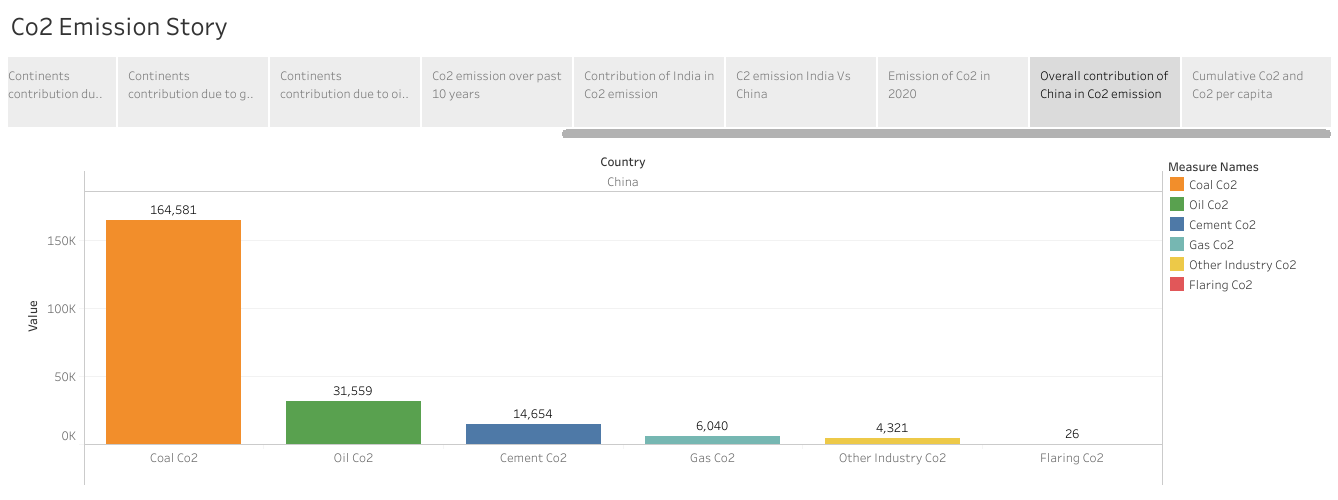 Co2 Emission Story
Continents
contribution du..
Continents
contribution due to g..
Continents
contribution due to oi..
Co2 emission over past
10 years
Contribution of India in
Co2 emission
C2 emission India Vs
China
Emission of Co2 in
2020
Overall contribution of
China in Co2 emission
Cumulative Co2 and
Co2 per capita
Country
China
Value
150K
100K
50K
0K
164,581
31,559
14,654
6,040
4,321
26
Coal Co2
Oil Co2
Cement Co2
Gas Co2
Other Industry Co2
Flaring Co2
Measure Names
Coal Co2
Oil Co2
Cement Co2
Gas Co2
Other Industry Co2
Flaring Co2